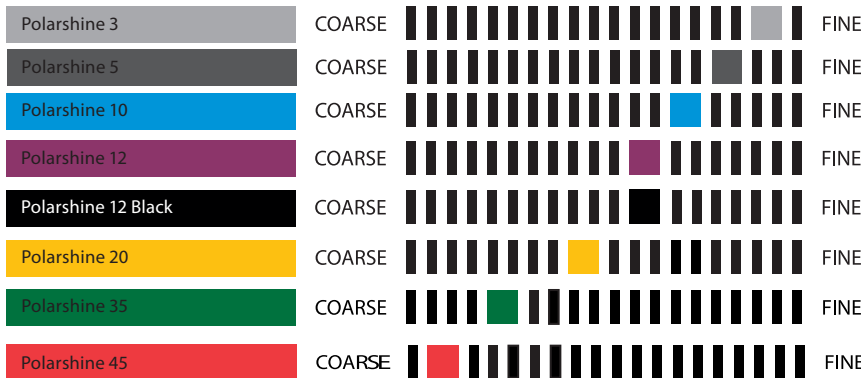 Polarshine 3 COARSE FINE
Polarshine 5 COARSE FINE
Polarshine 10 COARSE FINE
Polarshine 12 COARSE FINE
Polarshine 12 Black COARSE FINE
Polarshine 20 COARSE FINE
Polarshine 35 COARSE FINE
Polarshine 45 COARSE FINE